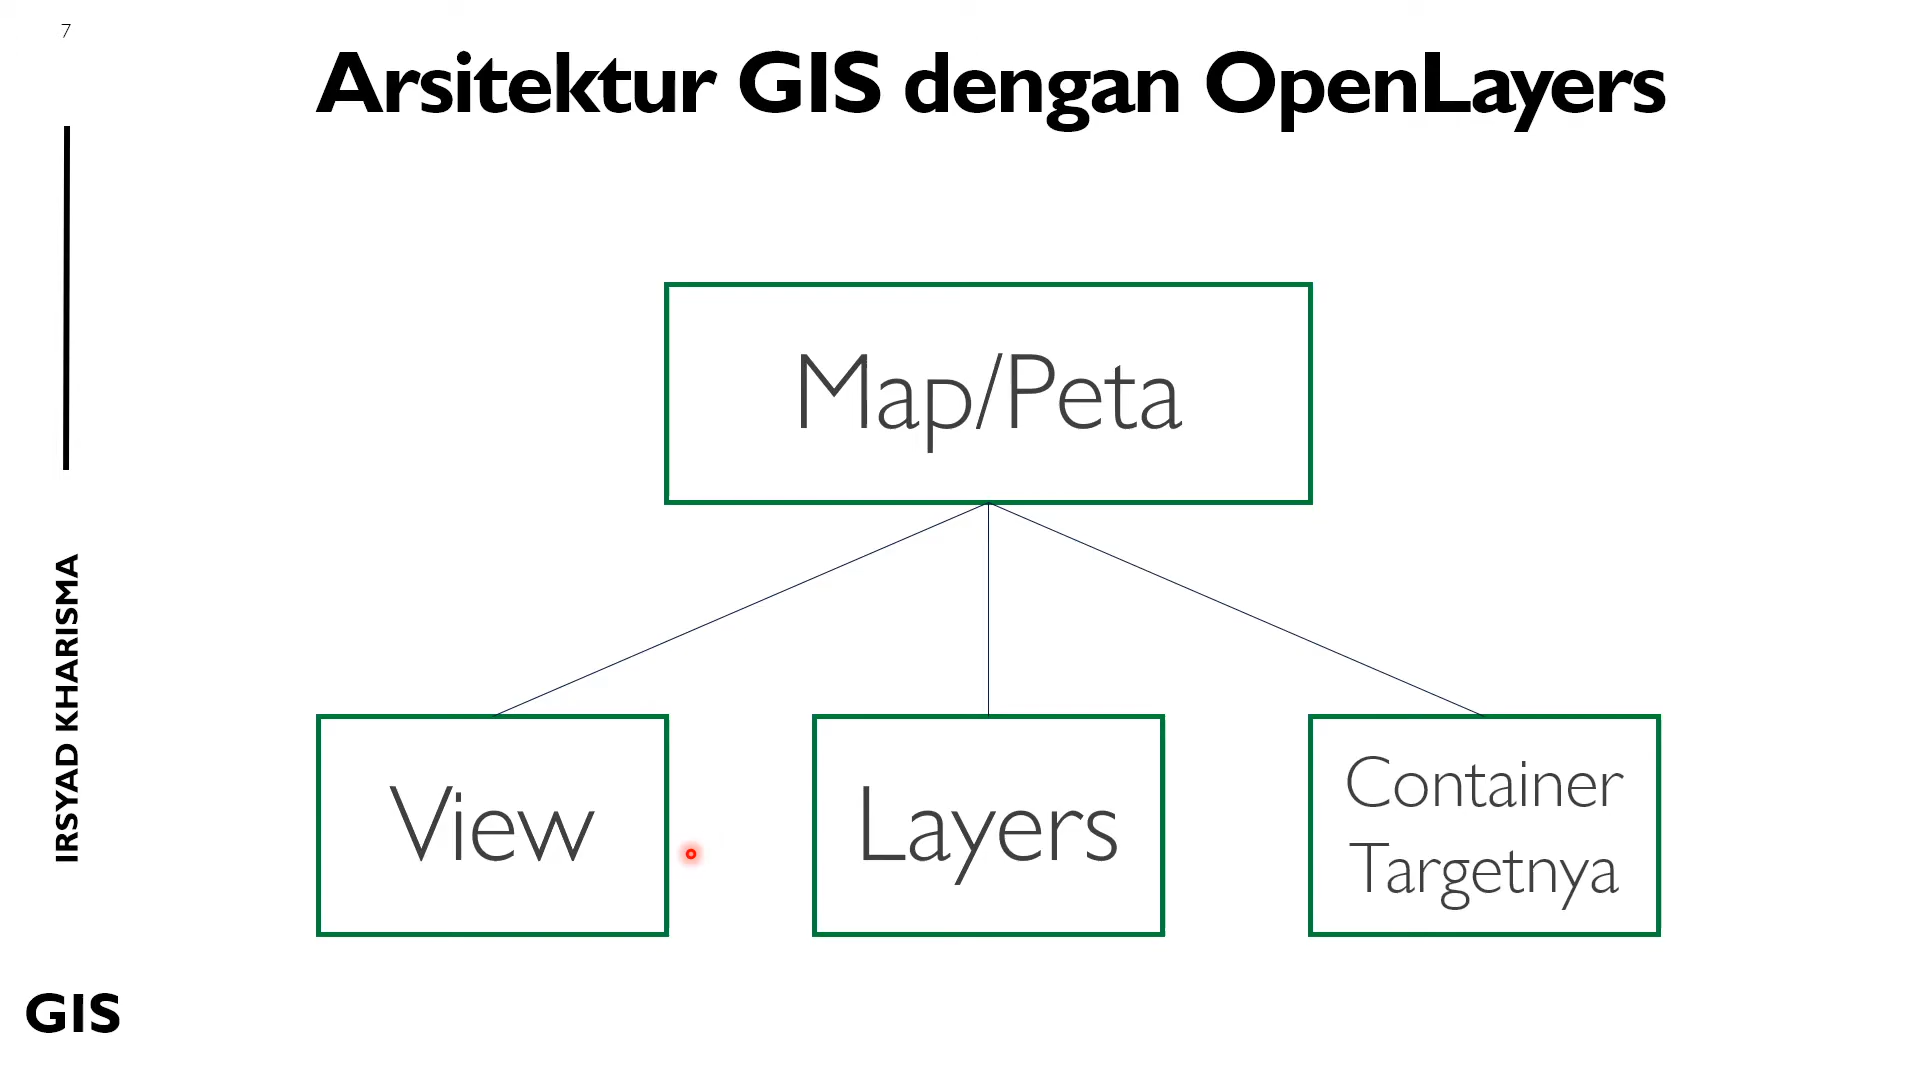 7
Arsitektur GIS dengan OpenLayers
Map/Peta
View
Layers
Container
Targetnya
IRSYAD KHARISMA
GIS